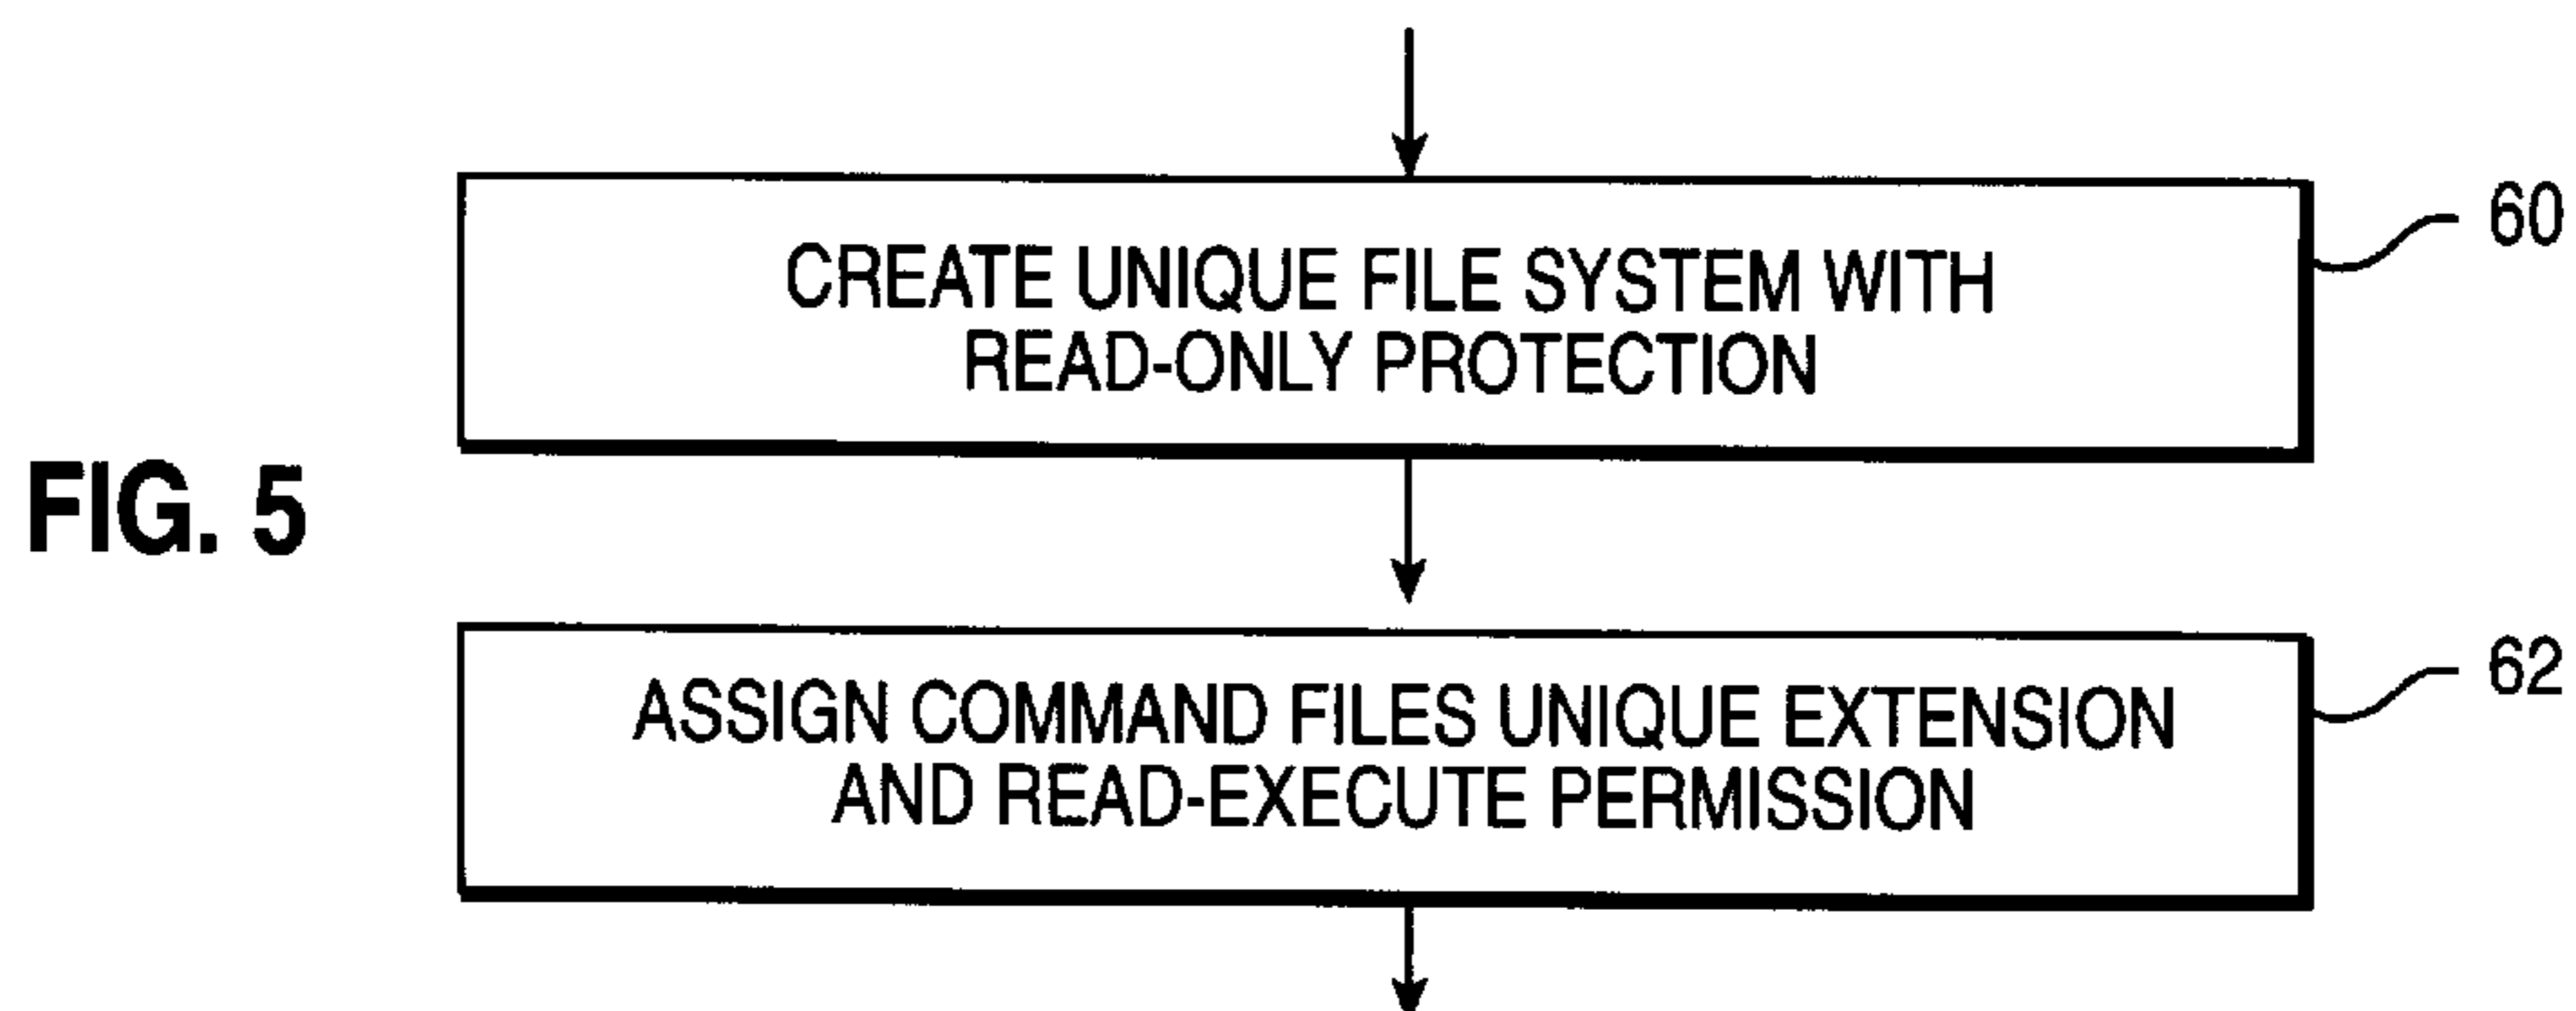 CREATE UNIQUE FILE SYSTEM WITH
READ-ONLY PROTECTION
60
FIG. 5
ASSIGN COMMAND FILES UNIQUE EXTENSION
AND READ-EXECUTE PERMISSION
62